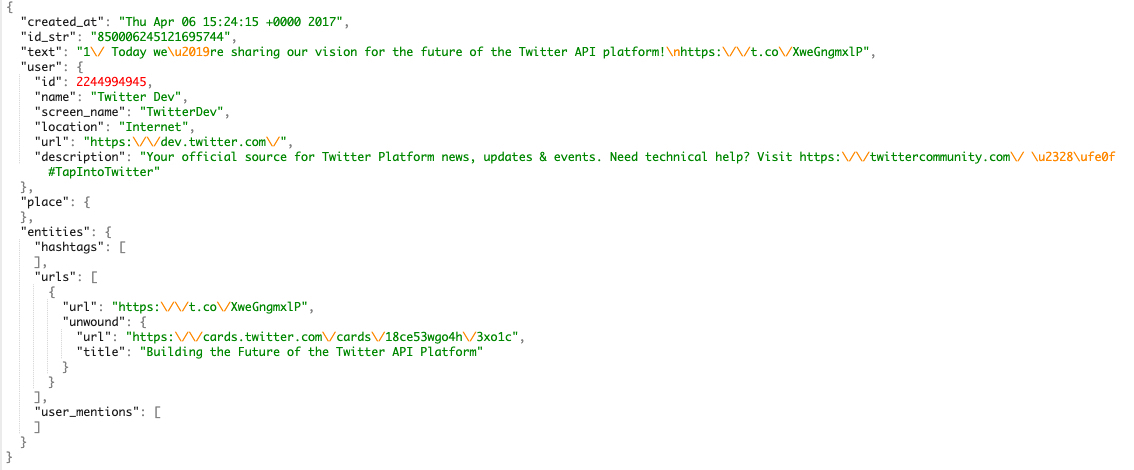 {
"created_at": "Thu Apr 06 15:24:15 +0000 2017",
"id_str": "850006245121695744",
"text": "1\/ Today we\u2019re sharing our vision for the future of the Twitter API platform!\nhttps:\/\/t.co\/XweGngmxlP",
"user": {
"id": 2244994945,
"name": "Twitter Dev",
"screen_name": "TwitterDev",
"location": "Internet",
"url": "https:\/\/dev.twitter.com\/",
"description": "Your official source for Twitter Platform news, updates & events. Need technical help? Visit https:\/\/twittercommunity.com\/ \u2328\ufe0f
#TapIntoTwitter"
},
"place": {
},
"entities": {
"hashtags": [
],
"urls": [
{
"url": "https:\/\/t.co\/XweGngmxlP",
"unwound": {
"url": "https:\/\/cards.twitter.com\/cards\/18ce53wgo4h\/3xo1c",
"title": "Building the Future of the Twitter API Platform"
}
}
],
"user_mentions": [
]
}
}